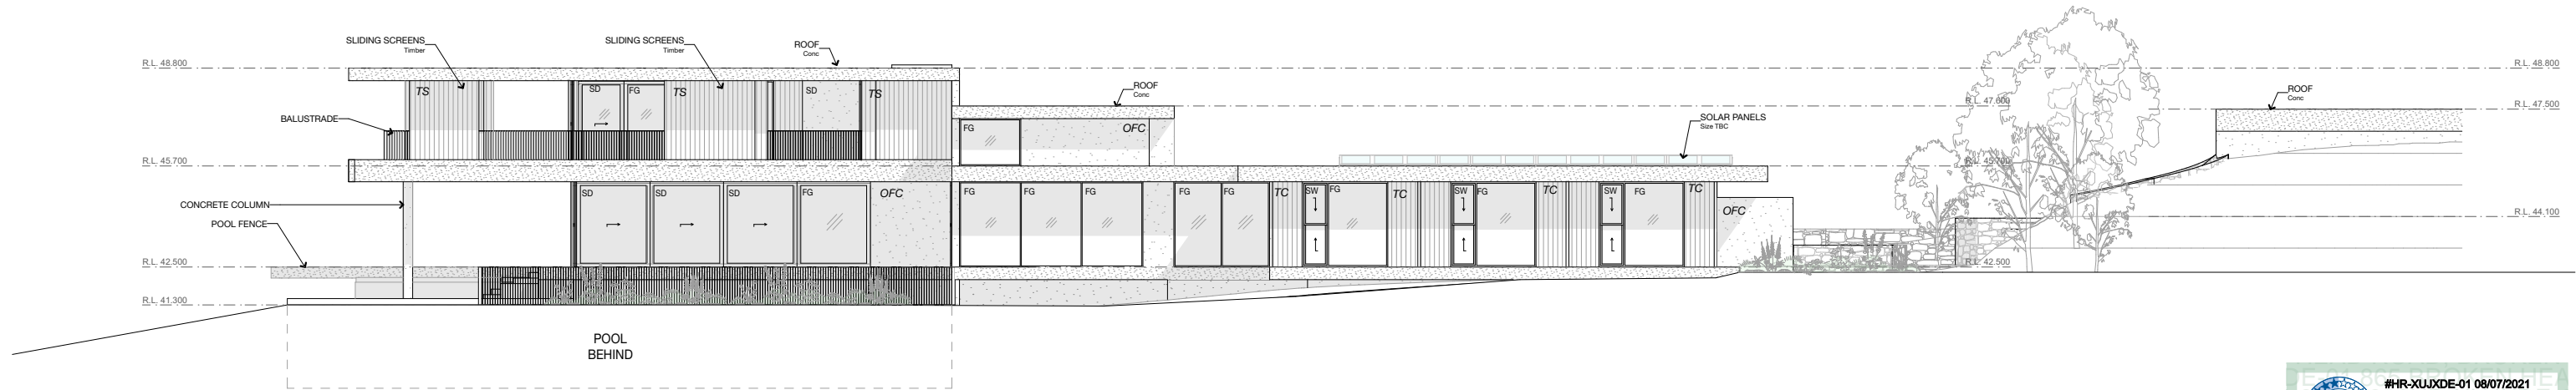 SLIDING SCREENS
Timber
SLIDING SCREENS
Timber
ROOF
Conc
R.L. 48.800
R.L. 48.800
R.L. 48.800
ROOF
Conc
ROOF
Conc
TS
SD
FG
TS
SD
TS
R.L. 47.600
R.L. 47.500
BALUSTRADE
FG
OFC
SOLAR PANELS
Size TBC
R.L. 45.700
R.L. 45.700
SD
SD
SD
FG
OFC
FG
FG
FG
FG
FG
TC
SW
FG
TC
SW
FG
TC
SW
FG
TC
CONCRETE COLUMN
OFC
R.L. 44.100
POOL FENCE
R.L. 42.500
R.L. 42.500
R.L. 41.300
POOL
BEHIND
#HR-XUJXDE-01 08/07/2021